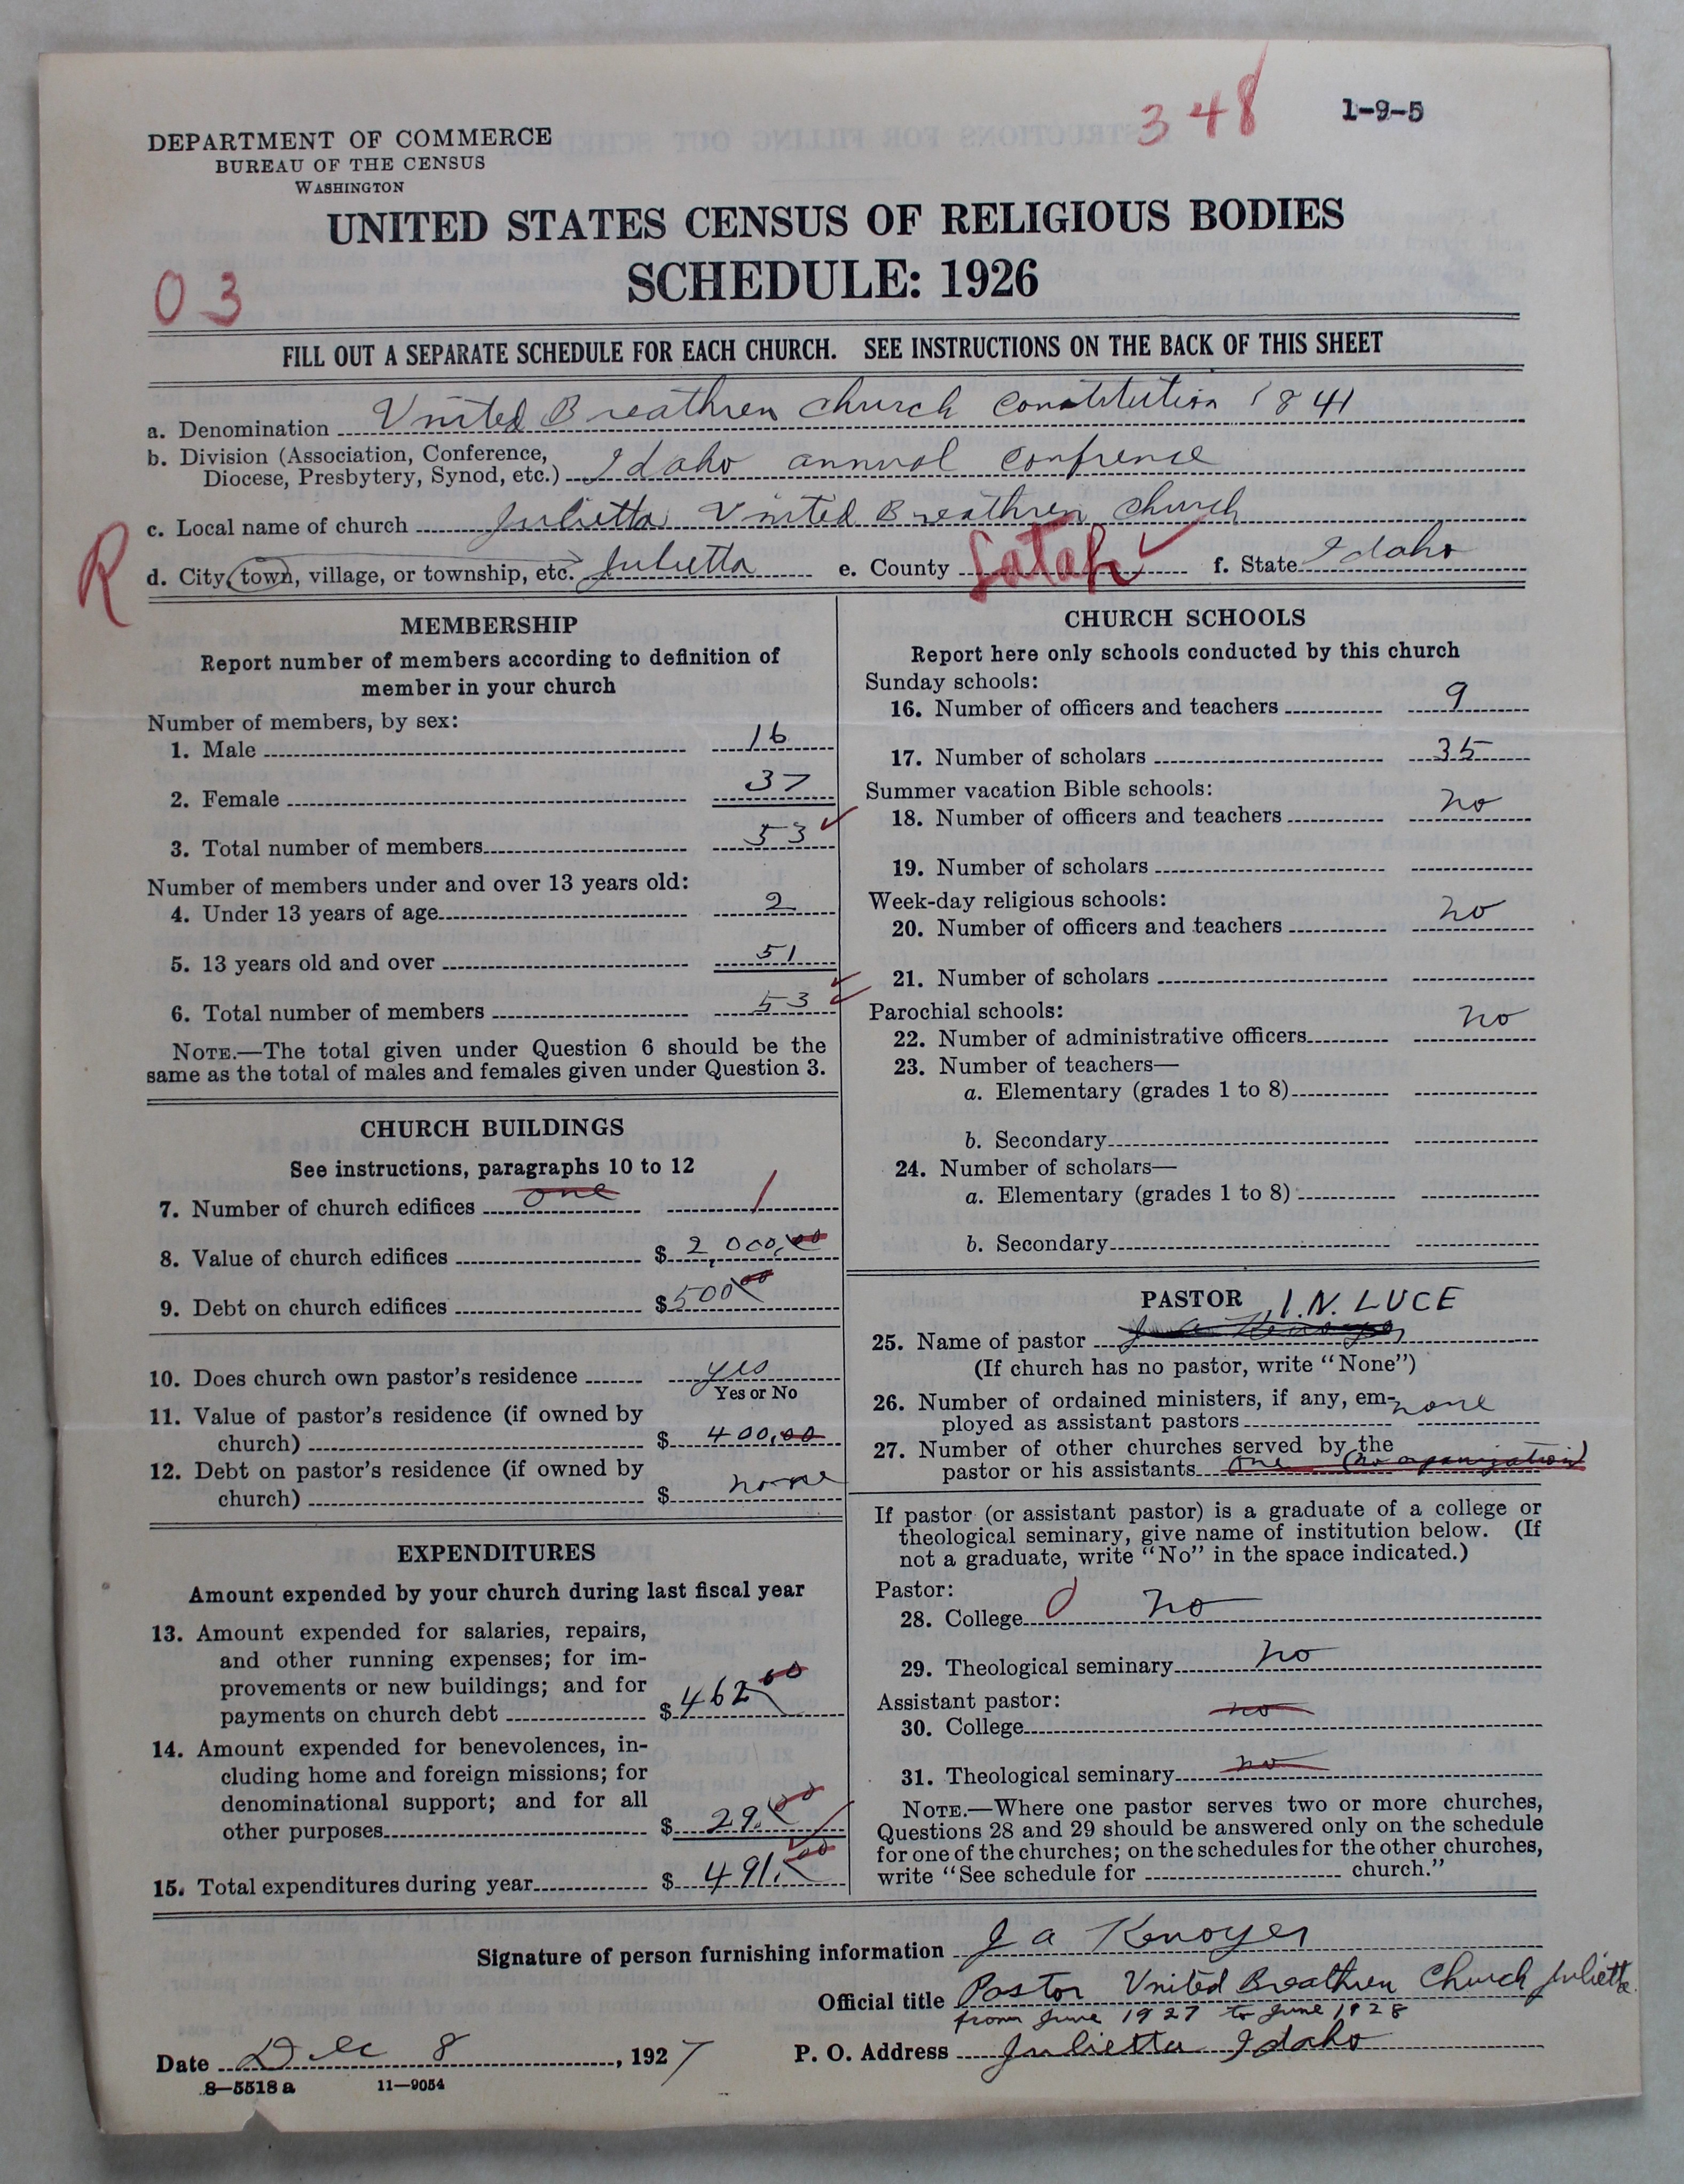 348
1-9-5
DEPARTMENT OF COMMERCE
BUREAU OF THE CENSUS
WASHINGTON
UNITED STATES CENSUS OF RELIGIOUS BODIES
SCHEDULE: 1926
03
FILL OUT A SEPARATE SCHEDULE FOR EACH CHURCH. SEE INSTRUCTIONS ON THE BACK OF THIS SHEET
a. Denomination United Breathren church constitution 1841
b. Division (Association, Conference,
Diocese, Presbytery, Synod, etc.) Idaho annual confrence
c. Local name of church Julietta United Breathren church
R
d. City, town, village, or township, etc. Julietta e. County Latah ✓ f. State Idaho
MEMBERSHIP
Report number of members according to definition of
member in your church
Number of members, by sex:
1. Male 16
2. Female 37
3. Total number of members 53 ✓
Number of members under and over 13 years old:
4. Under 13 years of age 2
5. 13 years old and over 51
6. Total number of members 53 ✓
NOTE.—The total given under Question 6 should be the
same as the total of males and females given under Question 3.
CHURCH BUILDINGS
See instructions, paragraphs 10 to 12
7. Number of church edifices one 1
8. Value of church edifices $ 2,000,00
9. Debt on church edifices $ 500 00
10. Does church own pastor's residence yes
Yes or No
11. Value of pastor's residence (if owned by
church) $ 400,00
12. Debt on pastor's residence (if owned by
church) $ none
EXPENDITURES
Amount expended by your church during last fiscal year
13. Amount expended for salaries, repairs,
and other running expenses; for im-
provements or new buildings; and for
payments on church debt $ 462 00
14. Amount expended for benevolences, in-
cluding home and foreign missions; for
denominational support; and for all
other purposes $ 29.00
15. Total expenditures during year $ 491.00
CHURCH SCHOOLS
Report here only schools conducted by this church
Sunday schools:
16. Number of officers and teachers 9
17. Number of scholars 35
Summer vacation Bible schools:
18. Number of officers and teachers no
19. Number of scholars
Week-day religious schools:
20. Number of officers and teachers no
21. Number of scholars
Parochial schools:
22. Number of administrative officers no
23. Number of teachers—
a. Elementary (grades 1 to 8)
b. Secondary
24. Number of scholars—
a. Elementary (grades 1 to 8)
b. Secondary
PASTOR I.N. LUCE
25. Name of pastor J a Kenoyer
(If church has no pastor, write "None")
26. Number of ordained ministers, if any, em-
ployed as assistant pastors none
27. Number of other churches served by the
pastor or his assistants one (no organization)
If pastor (or assistant pastor) is a graduate of a college or
theological seminary, give name of institution below. (If
not a graduate, write "No" in the space indicated.)
Pastor:
28. College 0 no
29. Theological seminary no
Assistant pastor:
30. College no
31. Theological seminary no
NOTE.—Where one pastor serves two or more churches,
Questions 28 and 29 should be answered only on the schedule
for one of the churches; on the schedules for the other churches,
write "See schedule for church."
Signature of person furnishing information J a Kenoyer
Official title Pastor United Breathren Church Julietta
from June 1927 to June 1928
Date Dec 8, 1927 P. O. Address Julietta Idaho
8—5518 a 11—9054